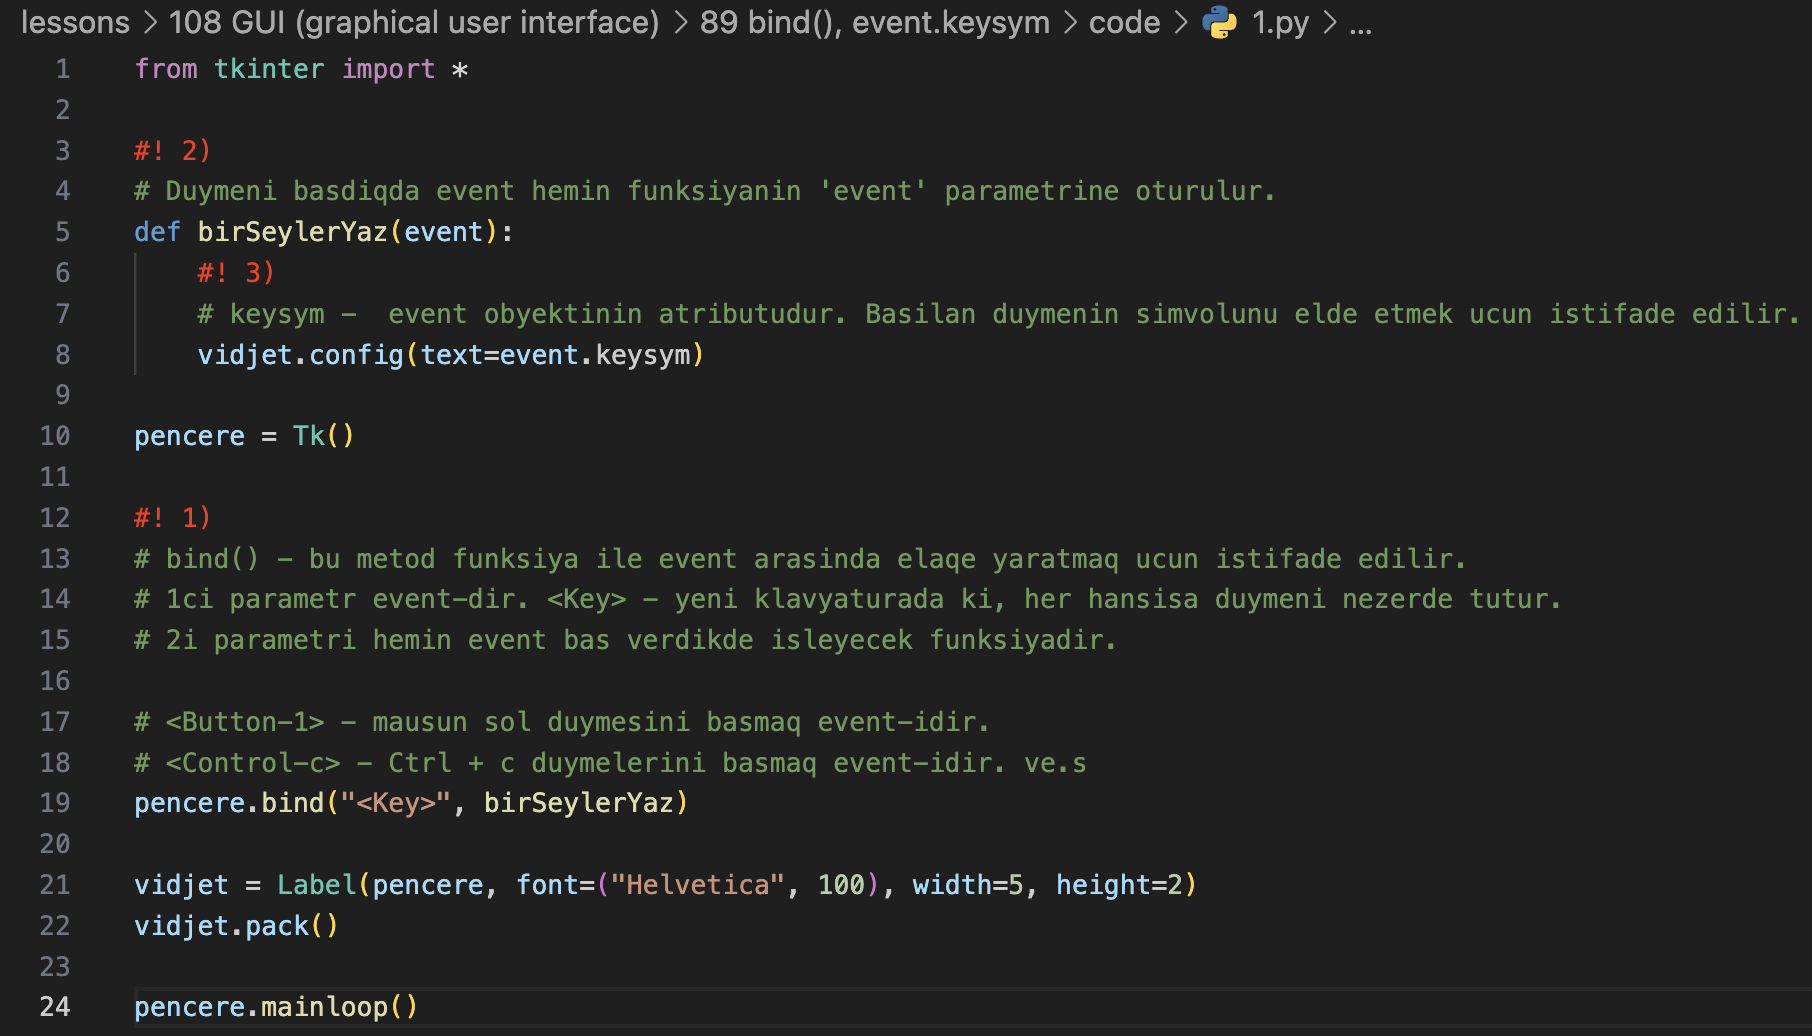 lessons > 108 GUI (graphical user interface) > 89 bind(), event.keysym > code > 1.py > ...
1 from tkinter import *
2
3 #! 2)
4 # Duymeni basdiqda event hemin funksiyanin 'event' parametrine oturulur.
5 def birSeylerYaz(event):
6     #! 3)
7     # keysym -  event obyektinin atributudur. Basilan duymenin simvolunu elde etmek ucun istifade edilir.
8     vidjet.config(text=event.keysym)
9
10 pencere = Tk()
11
12 #! 1)
13 # bind() - bu metod funksiya ile event arasinda elaqe yaratmaq ucun istifade edilir.
14 # 1ci parametr event-dir. <Key> - yeni klavyaturada ki, her hansisa duymeni nezerde tutur.
15 # 2i parametri hemin event bas verdikde isleyecek funksiyadir.
16
17 # <Button-1> - mausun sol duymesini basmaq event-idir.
18 # <Control-c> - Ctrl + c duymelerini basmaq event-idir. ve.s
19 pencere.bind("<Key>", birSeylerYaz)
20
21 vidjet = Label(pencere, font=("Helvetica", 100), width=5, height=2)
22 vidjet.pack()
23
24 pencere.mainloop()